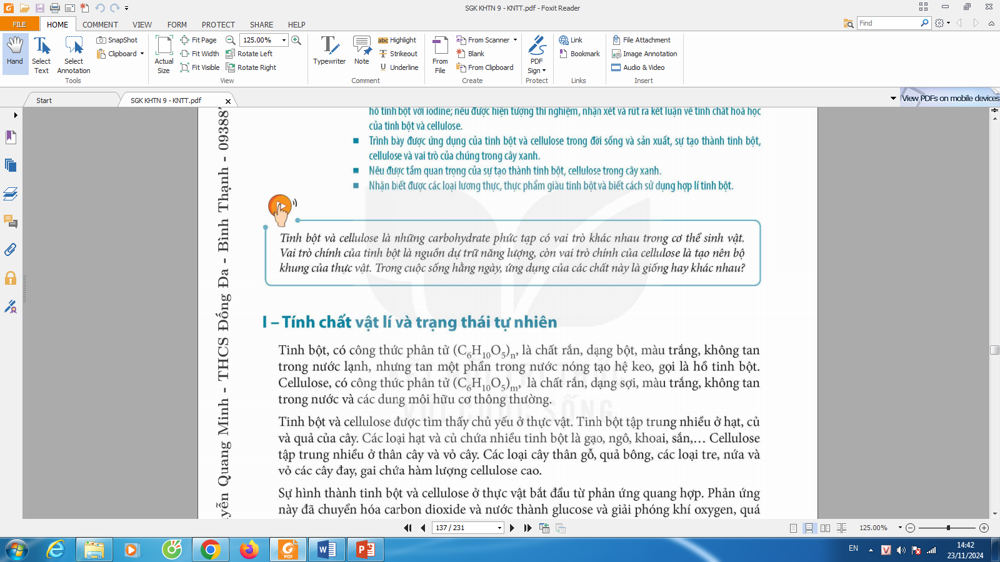 SGK KHTN 9 - KNTT.pdf - Foxit Reader
FILE HOME COMMENT VIEW FORM PROTECT SHARE HELP
Find
Hand
Select Text
Select Annotation
SnapShot
Clipboard
Tools
Actual Size
Fit Page
Fit Width
Fit Visible
125.00%
Rotate Left
Rotate Right
View
Typewriter
Note
Highlight
Strikeout
Underline
Comment
From File
From Scanner
Blank
From Clipboard
Create
PDF Sign
Protect
Link
Bookmark
Links
File Attachment
Image Annotation
Audio & Video
Insert
Start
SGK KHTN 9 - KNTT.pdf
View PDFs on mobile devices
yễn Quang Minh - THCS Đống Đa - Bình Thạnh - 09388
hồ tinh bột với iodine; nêu được hiện tượng thí nghiệm, nhận xét và rút ra kết luận về tính chất hoá học
của tinh bột và cellulose.
■ Trình bày được ứng dụng của tinh bột và cellulose trong đời sống và sản xuất, sự tạo thành tinh bột,
cellulose và vai trò của chúng trong cây xanh.
■ Nêu được tầm quan trọng của sự tạo thành tinh bột, cellulose trong cây xanh.
■ Nhận biết được các loại lương thực, thực phẩm giàu tinh bột và biết cách sử dụng hợp lí tinh bột.
Tinh bột và cellulose là những carbohydrate phức tạp có vai trò khác nhau trong cơ thể sinh vật.
Vai trò chính của tinh bột là nguồn dự trữ năng lượng, còn vai trò chính của cellulose là tạo nên bộ
khung của thực vật. Trong cuộc sống hằng ngày, ứng dụng của các chất này là giống hay khác nhau?
I – Tính chất vật lí và trạng thái tự nhiên
Tinh bột, có công thức phân tử (C6H10O5)n, là chất rắn, dạng bột, màu trắng, không tan
trong nước lạnh, nhưng tan một phần trong nước nóng tạo hệ keo, gọi là hồ tinh bột.
Cellulose, có công thức phân tử (C6H10O5)m, là chất rắn, dạng sợi, màu trắng, không tan
trong nước và các dung môi hữu cơ thông thường.
Tinh bột và cellulose được tìm thấy chủ yếu ở thực vật. Tinh bột tập trung nhiều ở hạt, củ
và quả của cây. Các loại hạt và củ chứa nhiều tinh bột là gạo, ngô, khoai, sắn,… Cellulose
tập trung nhiều ở thân cây và vỏ cây. Các loại cây thân gỗ, quả bông, các loại tre, nứa và
vỏ các cây đay, gai chứa hàm lượng cellulose cao.
Sự hình thành tinh bột và cellulose ở thực vật bắt đầu từ phản ứng quang hợp. Phản ứng
này đã chuyển hóa carbon dioxide và nước thành glucose và giải phóng khí oxygen, quá
VỚI CUỘC SỐNG
137 / 231
125.00%
EN
14:42
23/11/2024